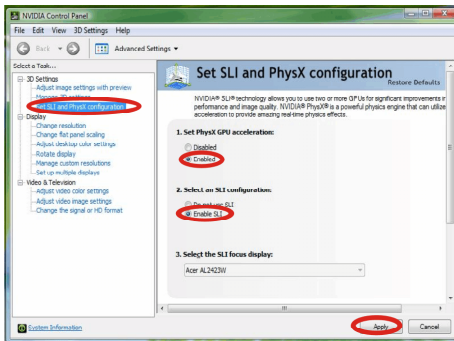 NVIDIA Control Panel
File Edit View 3D Settings Help
Back Advanced Settings
Select a Task...
3D Settings
Adjust image settings with preview
Manage 3D settings
Set SLI and PhysX configuration
Display
Change resolution
Change flat panel scaling
Adjust desktop color settings
Rotate display
Manage custom resolutions
Set up multiple displays
Video & Television
Adjust video color settings
Adjust video image settings
Change the signal or HD format
System Information
Set SLI and PhysX configuration
Restore Defaults
NVIDIA® SLI® technology allows you to use two or more GPUs for significant improvements in
performance and image quality. NVIDIA® PhysX® is a powerful physics engine that can utilize
acceleration to provide amazing real-time physics effects.
1. Set PhysX GPU acceleration:
Disabled
Enabled
2. Select an SLI configuration:
Do not use SLI
Enable SLI
3. Select the SLI focus display:
Acer AL2423W
Apply Cancel